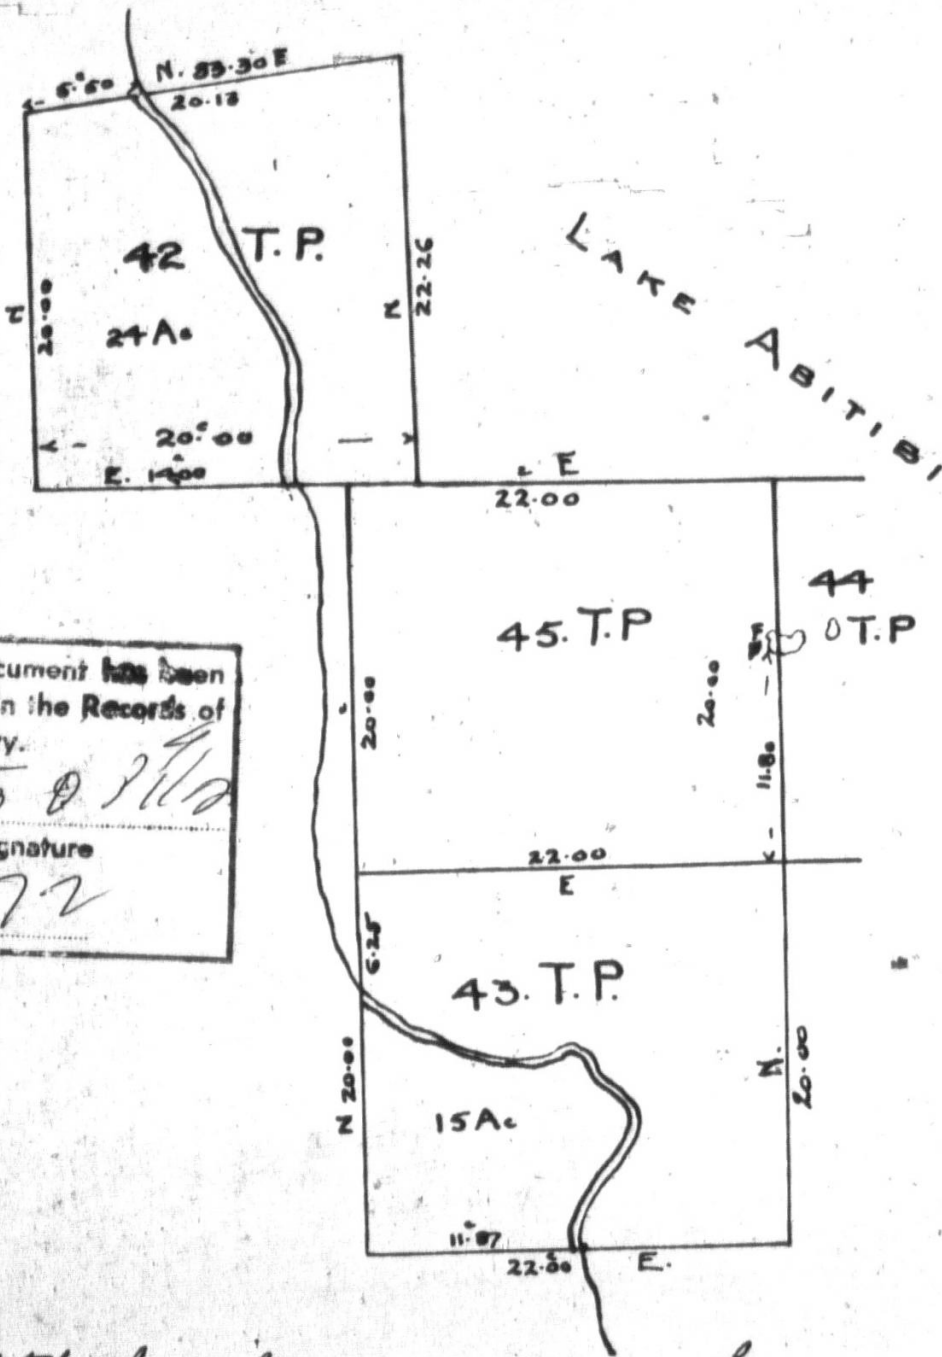 N. 83.30 E
5.50
20.13
42 T.P.
24 Ac
N 20.00
N 22.26
20.00
E. 14.00
E
22.00
LAKE ABITIBI
44
T.P
45. T.P
20.00
20.00
11.80
22.00
E
cument has been
n the Records of
y.
gnature
72
6.25
43. T.P.
N 20.00
N. 20.00
15 Ac
11.87
22.00 E.